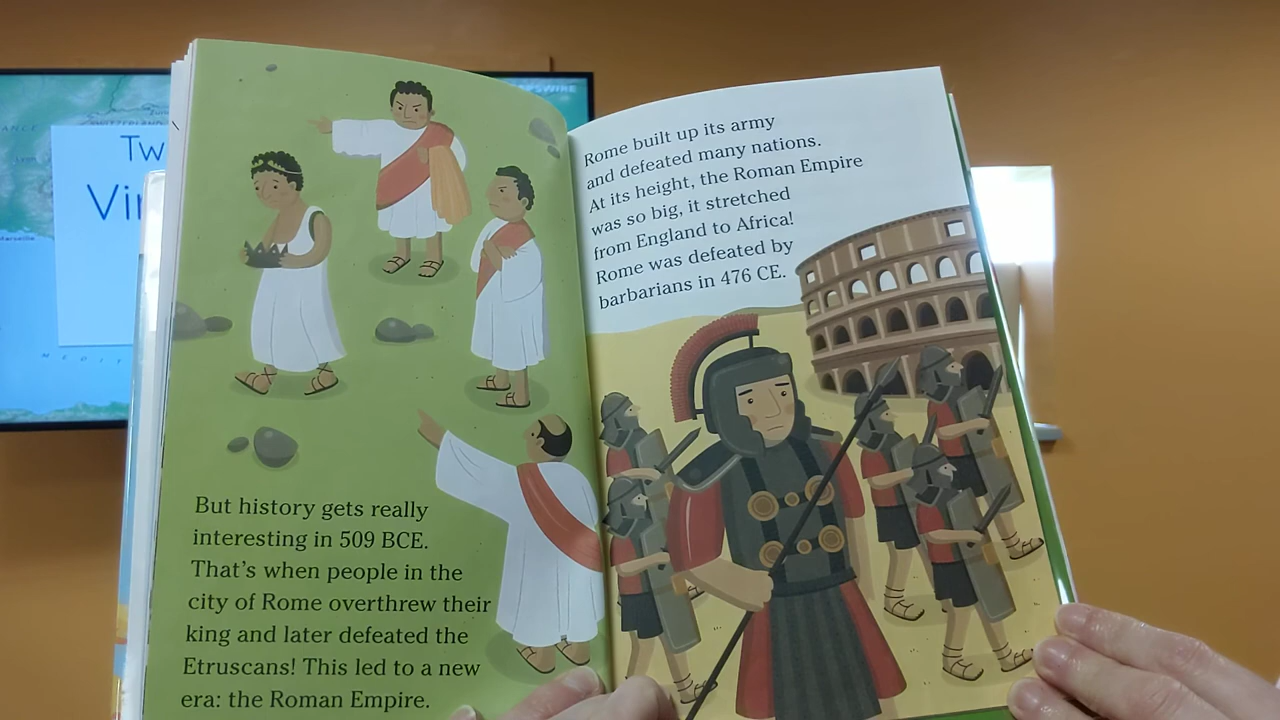 But history gets really
interesting in 509 BCE.
That's when people in the
city of Rome overthrew their
king and later defeated the
Etruscans! This led to a new
era: the Roman Empire.
Rome built up its army
and defeated many nations.
At its height, the Roman Empire
was so big, it stretched
from England to Africa!
Rome was defeated by
barbarians in 476 CE.
Tw
Vir